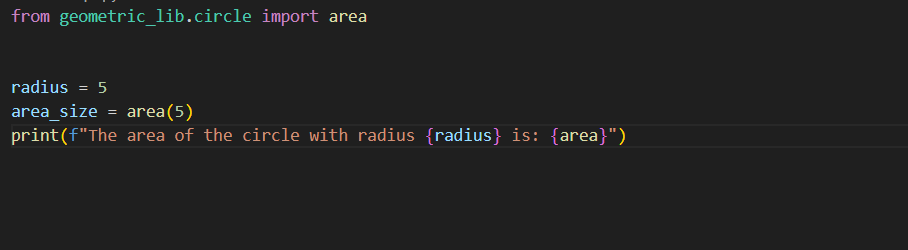 from geometric_lib.circle import area
radius = 5
area_size = area(5)
print(f"The area of the circle with radius {radius} is: {area}")